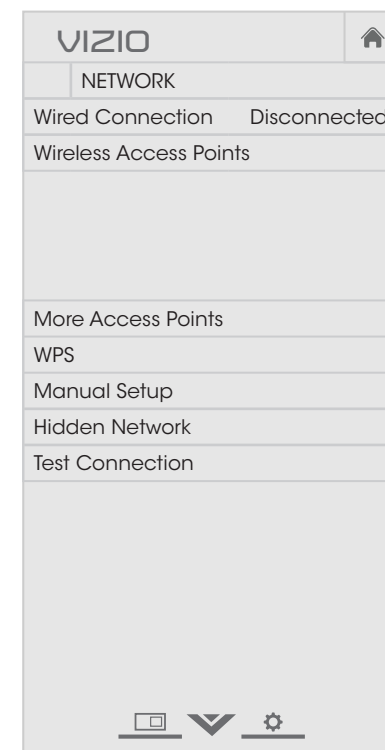 VIZIO
NETWORK
Wired Connection Disconnected
Wireless Access Points
More Access Points
WPS
Manual Setup
Hidden Network
Test Connection